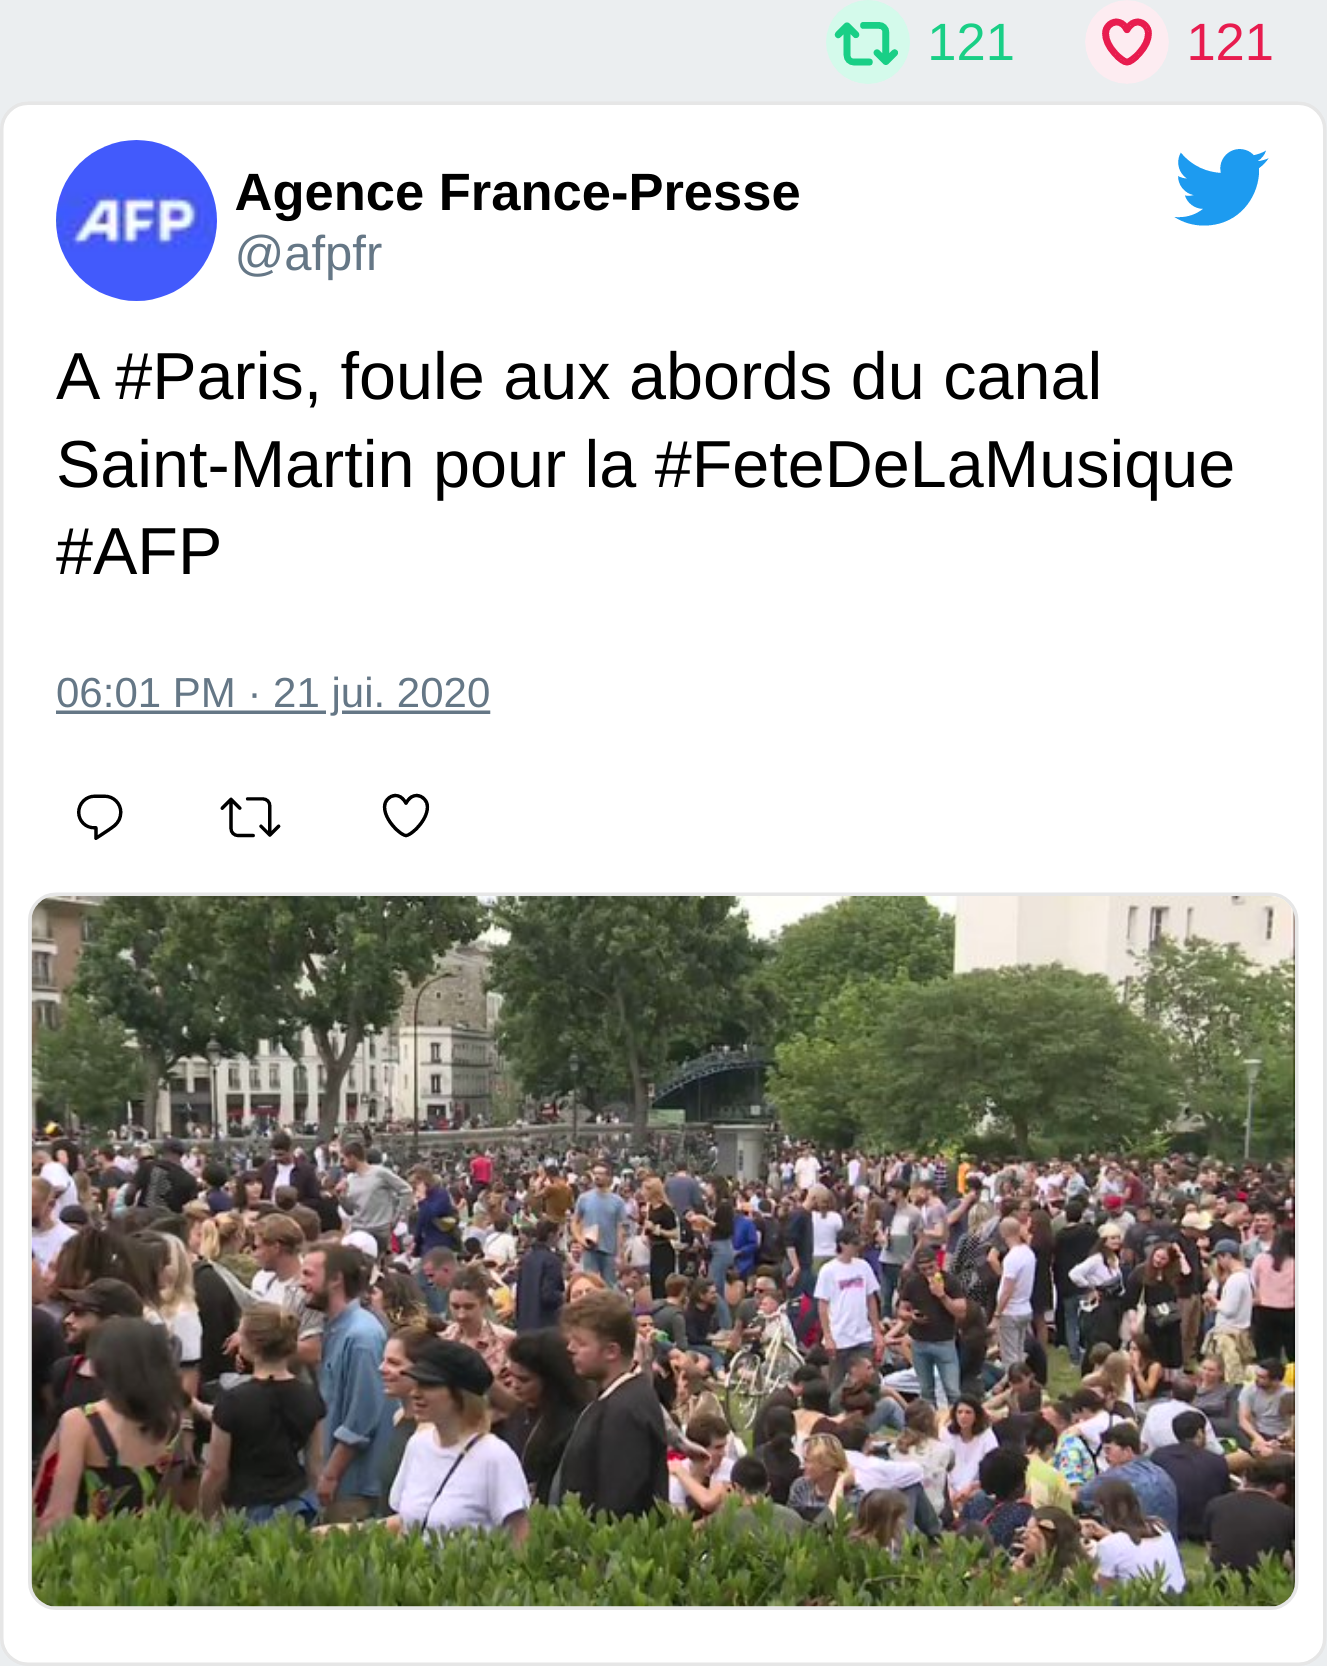 121 121
AFP
Agence France-Presse
@afpfr
A #Paris, foule aux abords du canal
Saint-Martin pour la #FeteDeLaMusique
#AFP
06:01 PM · 21 jui. 2020